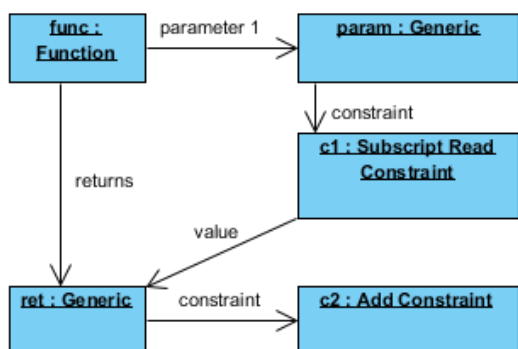 func :
Function
parameter 1
param : Generic
constraint
c1 : Subscript Read
Constraint
returns
value
ret : Generic
constraint
c2 : Add Constraint